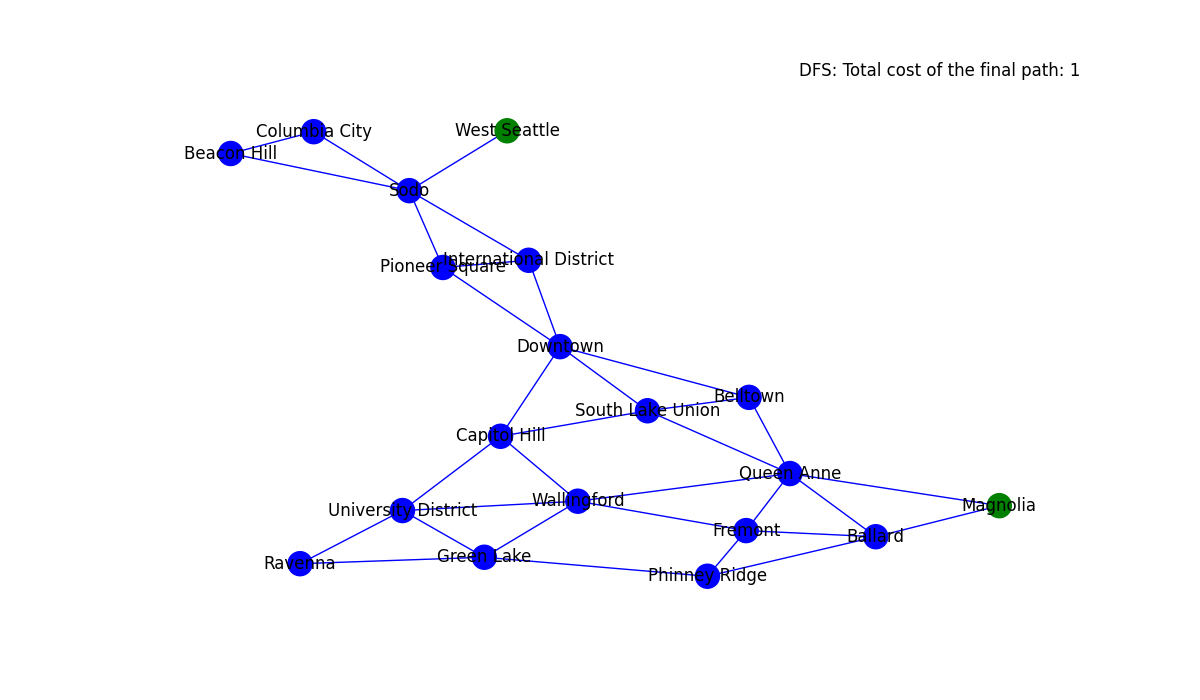 DFS: Total cost of the final path: 1
Columbia City
West Seattle
Beacon Hill
Sodo
International District
Pioneer Square
Downtown
Belltown
South Lake Union
Capitol Hill
Queen Anne
Wallingford
Magnolia
University District
Fremont
Ballard
Green Lake
Ravenna
Phinney Ridge